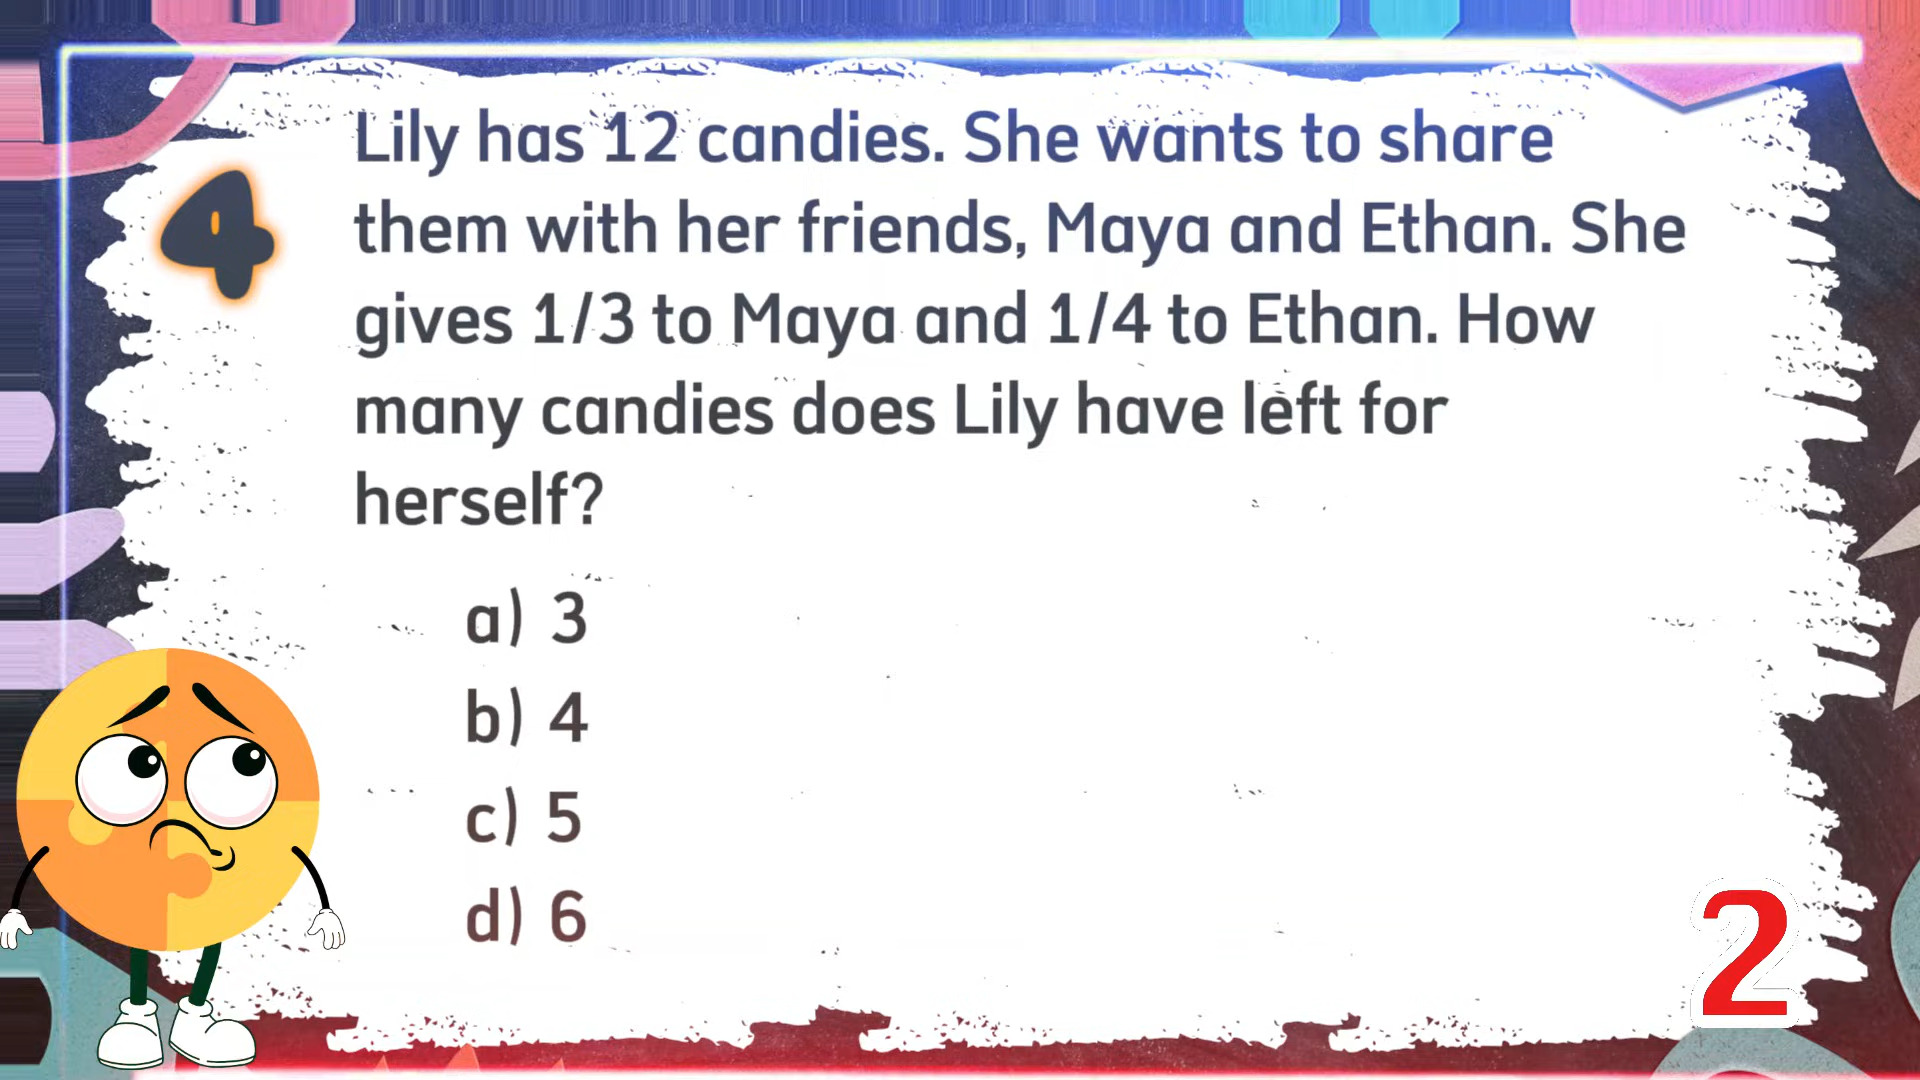 4
Lily has 12 candies. She wants to share
them with her friends, Maya and Ethan. She
gives 1/3 to Maya and 1/4 to Ethan. How
many candies does Lily have left for
herself?
a) 3
b) 4
c) 5
d) 6
2